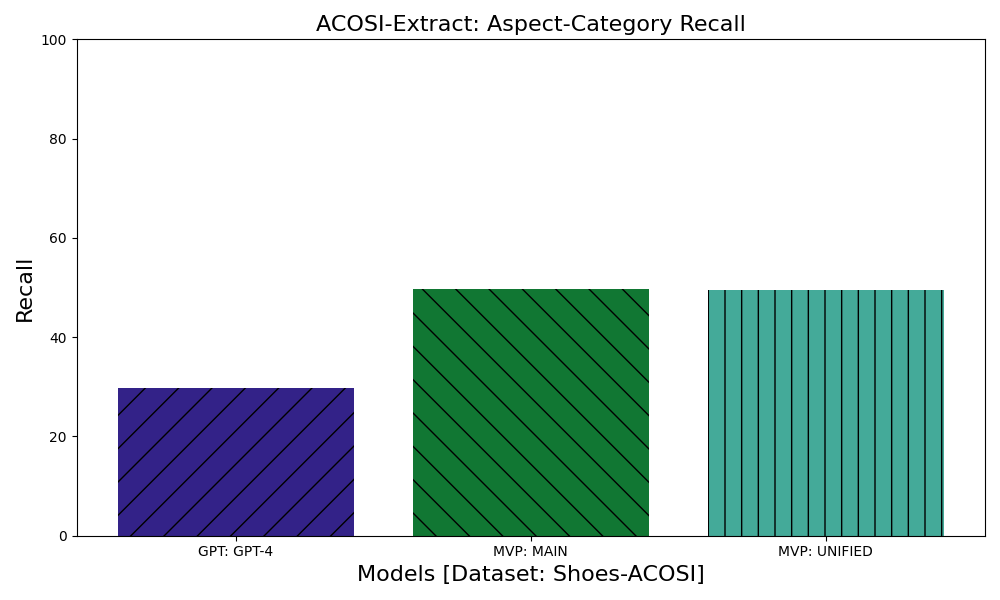 ACOSI-Extract: Aspect-Category Recall
100
80
60
40
20
0
Recall
GPT: GPT-4
MVP: MAIN
MVP: UNIFIED
Models [Dataset: Shoes-ACOSI]